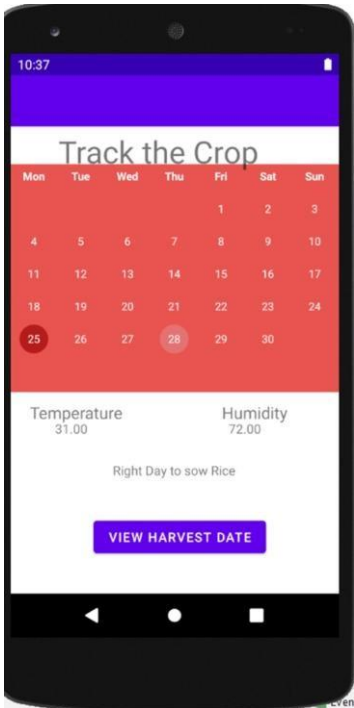 10:37
Track the Crop
Mon Tue Wed Thu Fri Sat Sun
1 2 3
4 5 6 7 8 9 10
11 12 13 14 15 16 17
18 19 20 21 22 23 24
25 26 27 28 29 30
Temperature Humidity
31.00 72.00
Right Day to sow Rice
VIEW HARVEST DATE
Even